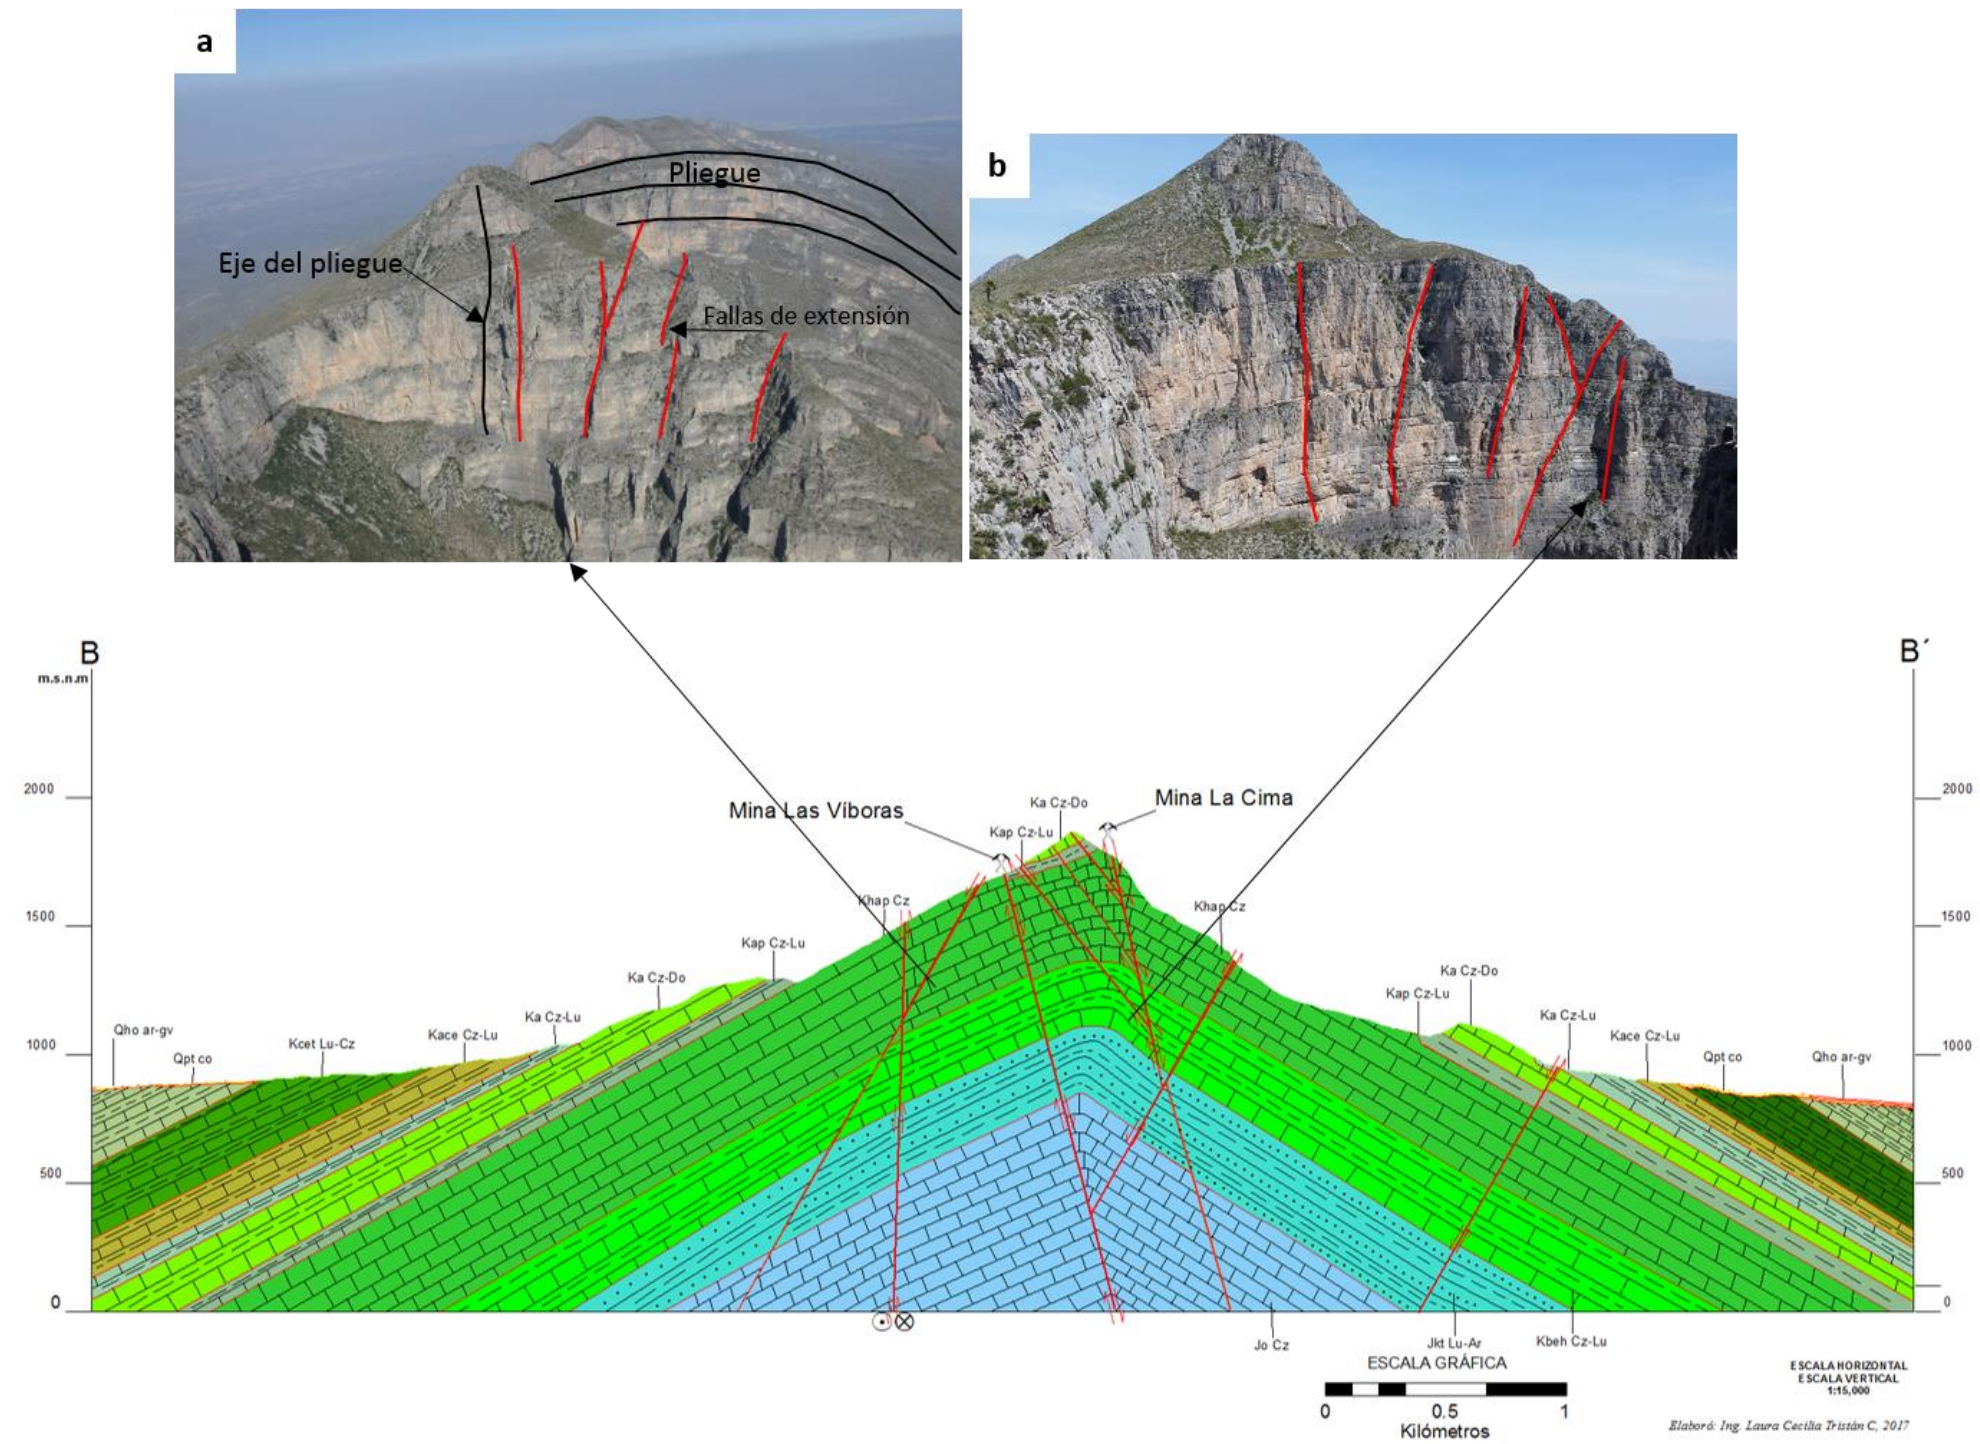 a
b
Pliegue
Eje del pliegue
Fallas de extensión
B
B´
m.s.n.m
2000
2000
Mina Las Víboras
Ka Cz-Do
Mina La Cima
Kap Cz-Lu
1500
Khap Cz
Khap Cz
1500
Kap Cz-Lu
Ka Cz-Do
Ka Cz-Do
Kap Cz-Lu
Qho ar-gv
Qpt co
Kcet Lu-Cz
Kace Cz-Lu
Ka Cz-Lu
Ka Cz-Lu
Kace Cz-Lu
Qpt co
Qho ar-gv
1000
1000
500
500
0
0
Jo Cz
Jkt Lu-Ar
Kbeh Cz-Lu
ESCALA GRÁFICA
0 0.5 1
Kilómetros
ESCALA HORIZONTAL
ESCALA VERTICAL
1:15,000
Elaboró: Ing. Laura Cecilia Tristán C, 2017